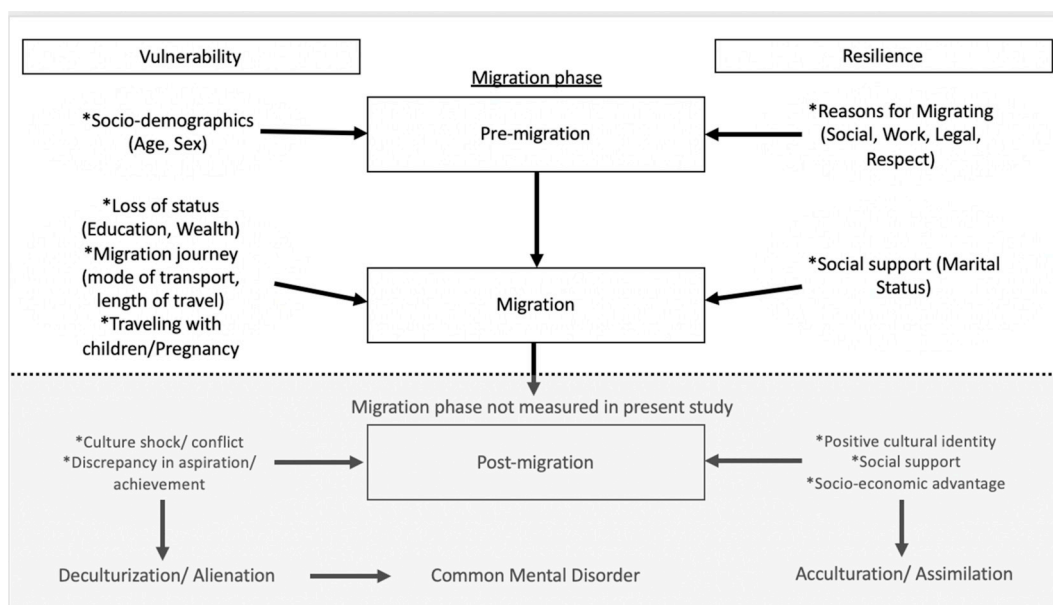 Vulnerability
Resilience
Migration phase
*Socio-demographics
(Age, Sex)
Pre-migration
*Reasons for Migrating
(Social, Work, Legal,
Respect)
*Loss of status
(Education, Wealth)
*Migration journey
(mode of transport,
length of travel)
*Traveling with
children/Pregnancy
Migration
*Social support (Marital
Status)
Migration phase not measured in present study
*Culture shock/ conflict
*Discrepancy in aspiration/
achievement
Post-migration
*Positive cultural identity
*Social support
*Socio-economic advantage
Deculturization/ Alienation
Common Mental Disorder
Acculturation/ Assimilation